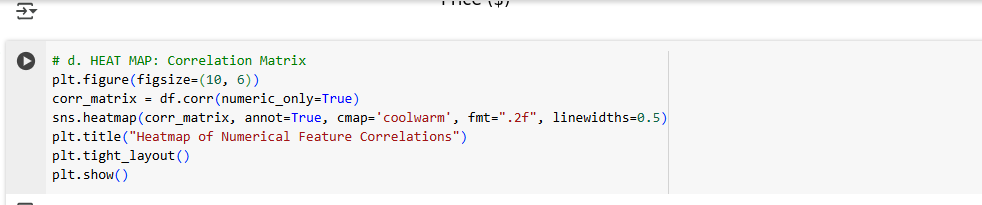 Price ($)
# d. HEAT MAP: Correlation Matrix
plt.figure(figsize=(10, 6))
corr_matrix = df.corr(numeric_only=True)
sns.heatmap(corr_matrix, annot=True, cmap='coolwarm', fmt=".2f", linewidths=0.5)
plt.title("Heatmap of Numerical Feature Correlations")
plt.tight_layout()
plt.show()